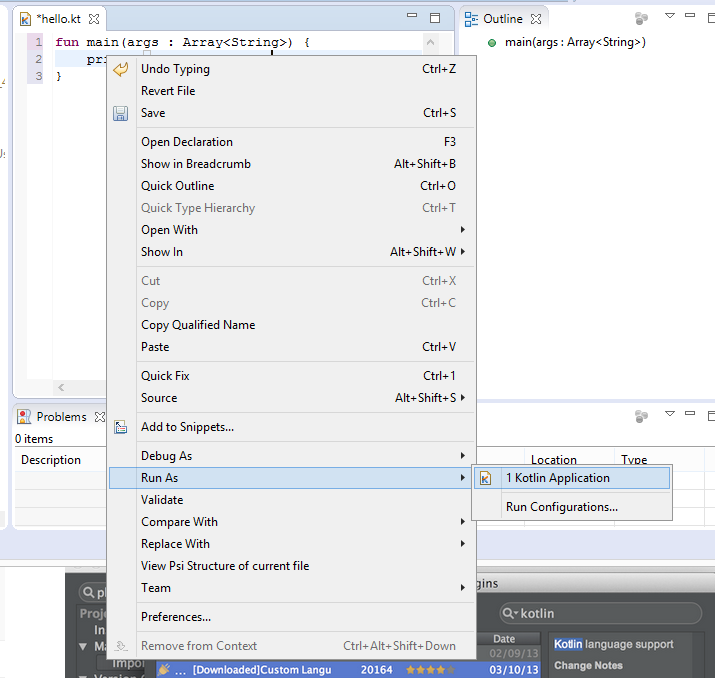 *hello.kt
Outline
1 fun main(args : Array<String>) {
2 pri
3 }
main(args : Array<String>)
Undo Typing Ctrl+Z
Revert File
Save Ctrl+S
Open Declaration F3
Show in Breadcrumb Alt+Shift+B
Quick Outline Ctrl+O
Quick Type Hierarchy Ctrl+T
Open With
Show In Alt+Shift+W
Cut Ctrl+X
Copy Ctrl+C
Copy Qualified Name
Paste Ctrl+V
Quick Fix Ctrl+1
Source Alt+Shift+S
Add to Snippets...
Debug As
Run As
Validate
Compare With
Replace With
View Psi Structure of current file
Team
Preferences...
Remove from Context Ctrl+Alt+Shift+Down
1 Kotlin Application
Run Configurations...
Problems
0 items
Description Location Type
gins
kotlin
Proje
Date
In
02/09/13
Ma
Impor
... [Downloaded]Custom Langu 20164 03/10/13
Kotlin language support
Change Notes